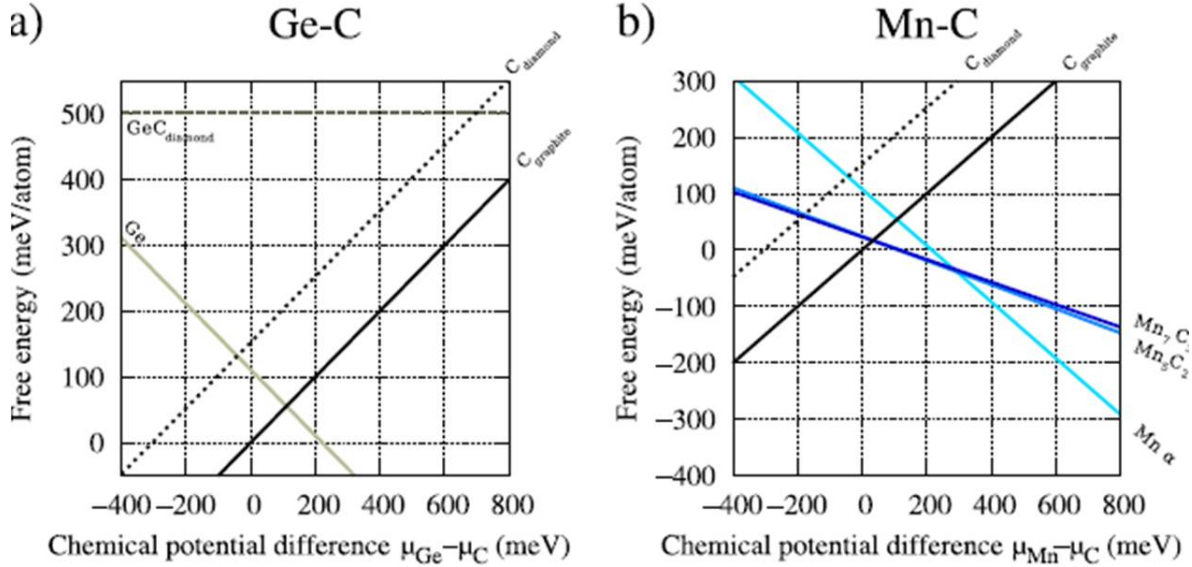 a) Ge-C
C diamond
500
GeC diamond
400
C graphite
Ge
300
200
100
0
Free energy (meV/atom)
−400 −200 0 200 400 600 800
Chemical potential difference μGe−μC (meV)
b) Mn-C
C diamond
C graphite
300
200
100
0
−100
−200
−300
−400
Free energy (meV/atom)
Mn7 C3
Mn5C2
Mn α
−400 −200 0 200 400 600 800
Chemical potential difference μMn−μC (meV)